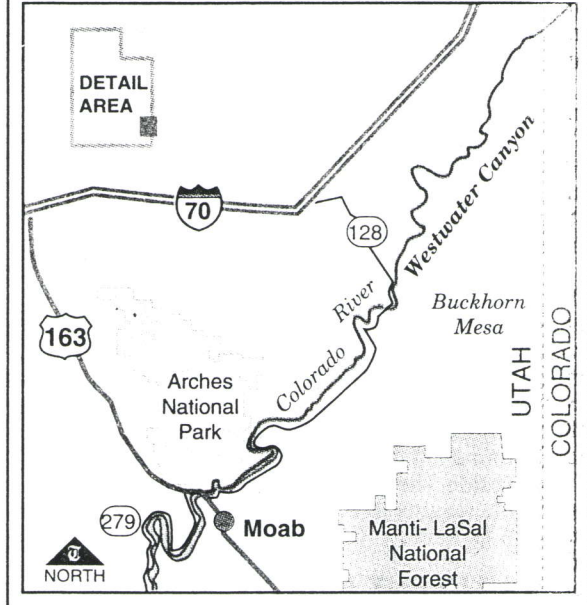 DETAIL
AREA
70
128
Westwater Canyon
163
River
Colorado
Buckhorn
Mesa
UTAH
COLORADO
Arches
National
Park
279
Moab
Manti- LaSal
National
Forest
T
NORTH